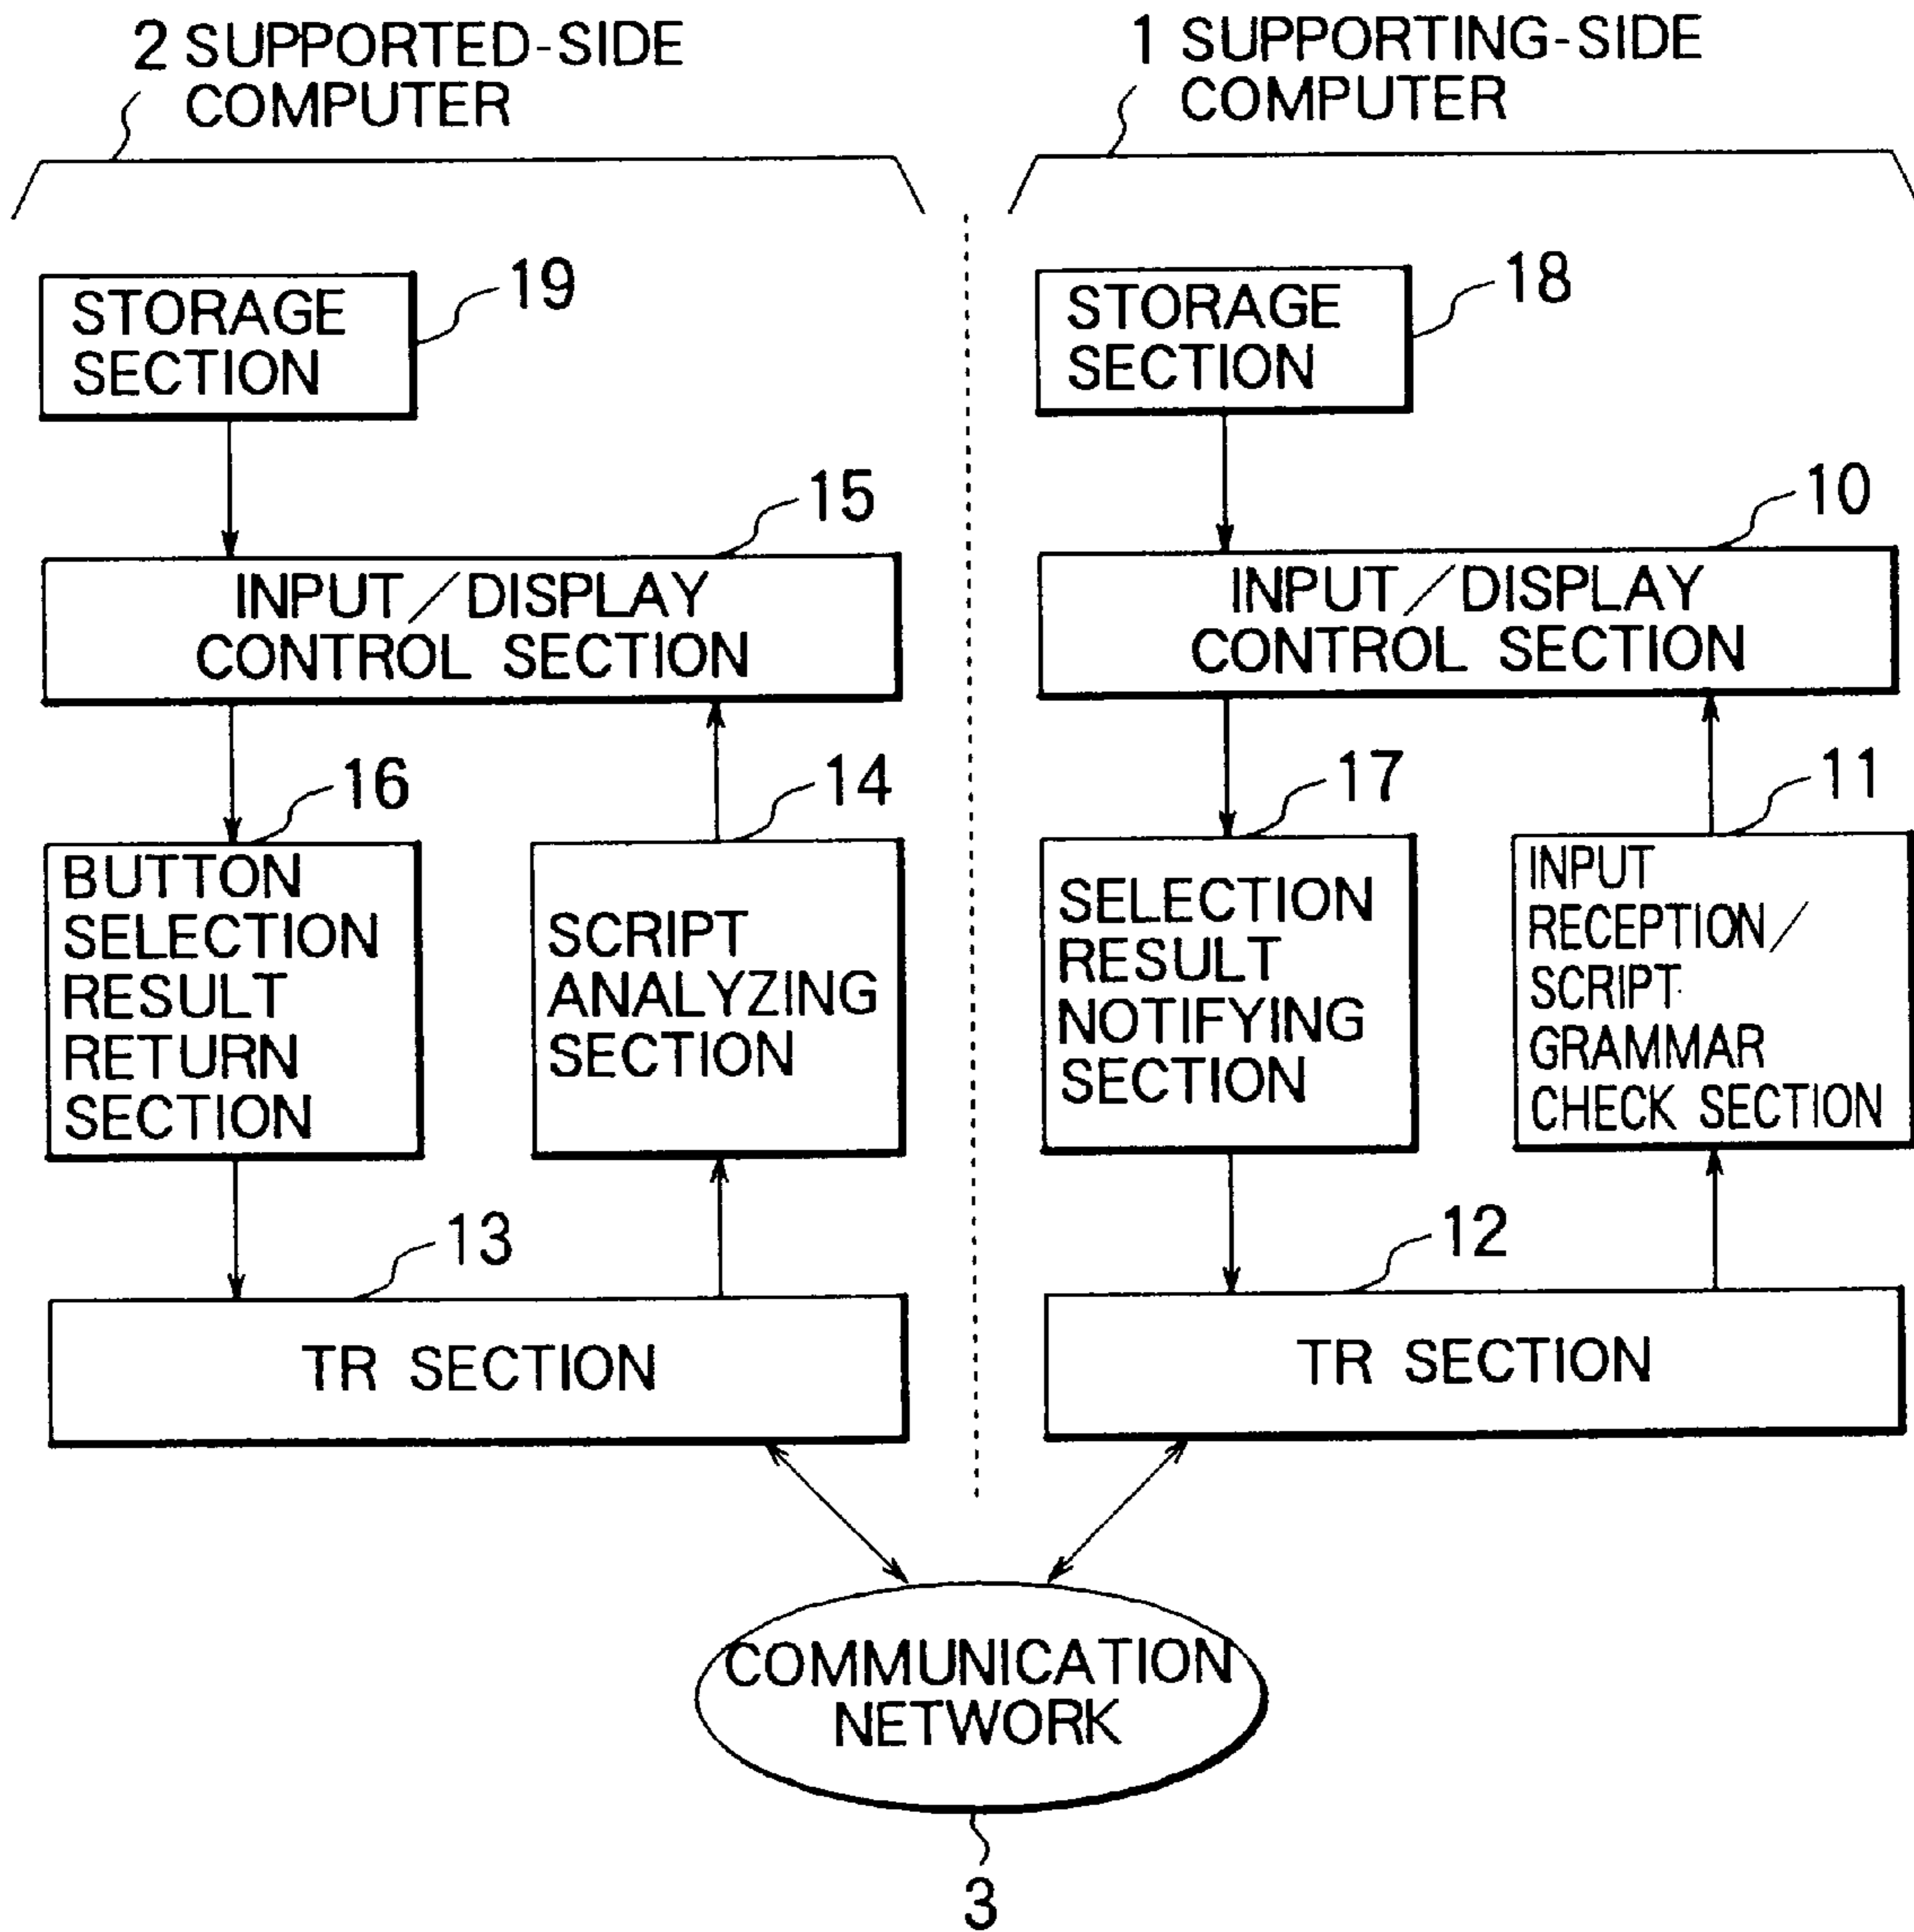 2 SUPPORTED-SIDE
COMPUTER
1 SUPPORTING-SIDE
COMPUTER
STORAGE
SECTION
19
STORAGE
SECTION
18
15
INPUT/DISPLAY
CONTROL SECTION
10
INPUT/DISPLAY
CONTROL SECTION
16
BUTTON
SELECTION
RESULT
RETURN
SECTION
14
SCRIPT
ANALYZING
SECTION
17
SELECTION
RESULT
NOTIFYING
SECTION
11
INPUT
RECEPTION/
SCRIPT
GRAMMAR
CHECK SECTION
13
TR SECTION
12
TR SECTION
COMMUNICATION
NETWORK
3